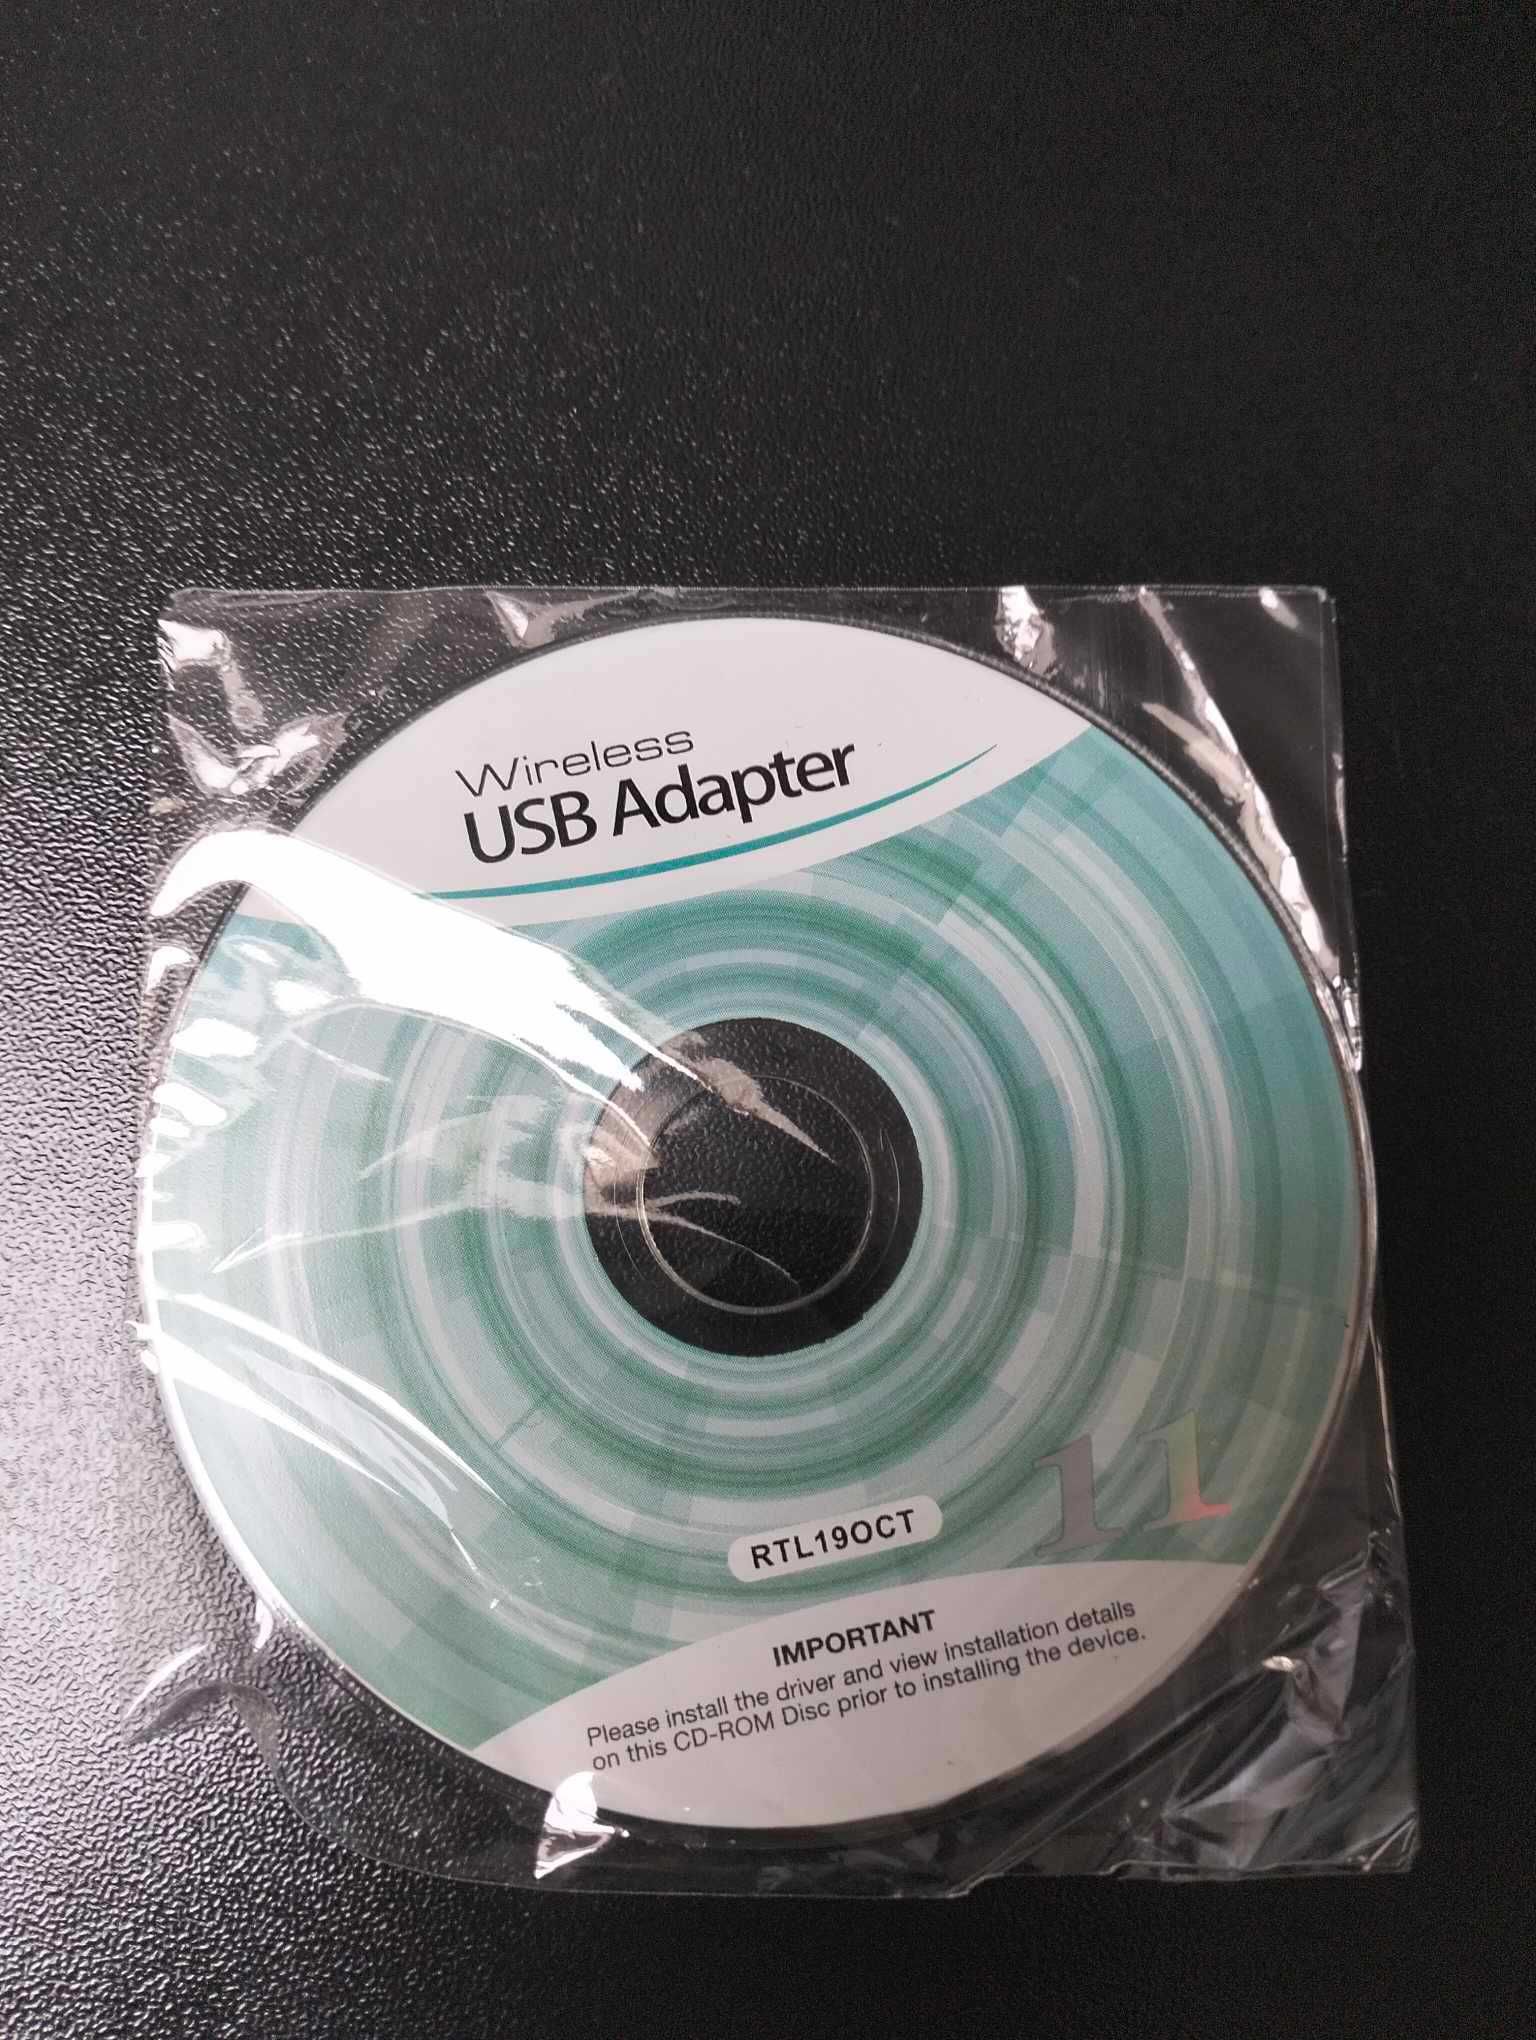 Wireless
USB Adapter
11
RTL19OCT
IMPORTANT
Please install the driver and view installation details
on this CD-ROM Disc prior to installing the device.